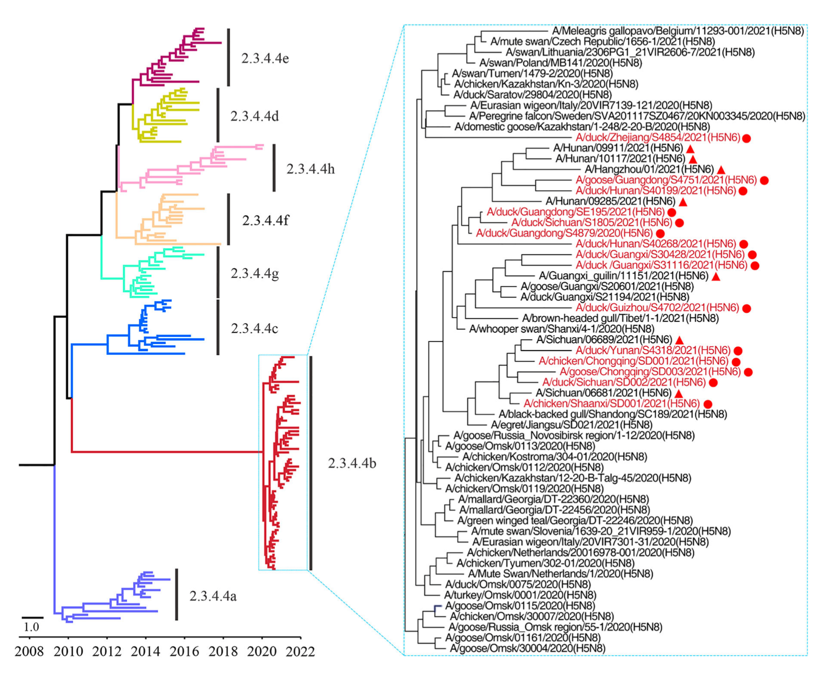 2.3.4.4e
2.3.4.4d
2.3.4.4h
2.3.4.4f
2.3.4.4g
2.3.4.4c
2.3.4.4b
2.3.4.4a
1.0
2008 2010 2012 2014 2016 2018 2020 2022
A/Meleagris gallopavo/Belgium/11293-001/2021(H5N8)
A/mute swan/Czech Republic/1656-1/2021(H5N8)
A/swan/Lithuania/2306PG1_21VIR2606-7/2021(H5N8)
A/swan/Poland/MB141/2020(H5N8)
A/swan/Tumen/1479-2/2020(H5N8)
A/chicken/Kazakhstan/Kn-3/2020(H5N8)
A/duck/Saratov/29804/2020(H5N8)
A/Eurasian wigeon/Italy/20VIR7139-121/2020(H5N8)
A/Peregrine falcon/Sweden/SVA201117SZ0467/20KN003345/2020(H5N8)
A/domestic goose/Kazakhstan/1-248/2-20-B/2020(H5N8)
A/duck/Zhejiang/S4854/2021(H5N6)
A/Hunan/09911/2021(H5N6)
A/Hunan/10117/2021(H5N6)
A/Hangzhou/01/2021(H5N6)
A/goose/Guangdong/S4751/2021(H5N6)
A/duck/Hunan/S40199/2021(H5N6)
A/Hunan/09285/2021(H5N6)
A/duck/Guangdong/SE195/2021(H5N6)
A/duck/Sichuan/S1805/2021(H5N6)
A/duck/Guangdong/S4879/2020(H5N6)
A/duck/Hunan/S40268/2021(H5N6)
A/duck/Guangxi/S30428/2021(H5N6)
A/duck /Guangxi/S31116/2021(H5N6)
A/Guangxi_guilin/11151/2021(H5N6)
A/goose/Guangxi/S20601/2021(H5N8)
A/duck/Guangxi/S21194/2021(H5N8)
A/duck/Guizhou/S4702/2021(H5N6)
A/brown-headed gull/Tibet/1-1/2021(H5N8)
A/whooper swan/Shanxi/4-1/2020(H5N8)
A/Sichuan/06689/2021(H5N6)
A/duck/Yunan/S4318/2021(H5N6)
A/chicken/Chongqing/SD001/2021(H5N6)
A/goose/Chongqing/SD003/2021(H5N6)
A/duck/Sichuan/SD002/2021(H5N6)
A/Sichuan/06681/2021(H5N6)
A/chicken/Shaanxi/SD001/2021(H5N6)
A/black-backed gull/Shandong/SC189/2021(H5N8)
A/egret/Jiangsu/SD021/2021(H5N8)
A/goose/Russia_Novosibirsk region/1-12/2020(H5N8)
A/goose/Omsk/0113/2020(H5N8)
A/chicken/Kostroma/304-01/2020(H5N8)
A/chicken/Omsk/0112/2020(H5N8)
A/chicken/Kazakhstan/12-20-B-Talg-45/2020(H5N8)
A/chicken/Omsk/0119/2020(H5N8)
A/mallard/Georgia/DT-22360/2020(H5N8)
A/mallard/Georgia/DT-22456/2020(H5N8)
A/green winged teal/Georgia/DT-22246/2020(H5N8)
A/mute swan/Slovenia/1639-20_21VIR959-1/2020(H5N8)
A/Eurasian wigeon/Italy/20VIR7301-31/2020(H5N8)
A/chicken/Netherlands/20016978-001/2020(H5N8)
A/chicken/Tyumen/302-01/2020(H5N8)
A/Mute Swan/Netherlands/1/2020(H5N8)
A/duck/Omsk/0075/2020(H5N8)
A/turkey/Omsk/0001/2020(H5N8)
A/goose/Omsk/0115/2020(H5N8)
A/chicken/Omsk/30007/2020(H5N8)
A/goose/Russia_Omsk region/55-1/2020(H5N8)
A/goose/Omsk/01161/2020(H5N8)
A/goose/Omsk/30004/2020(H5N8)